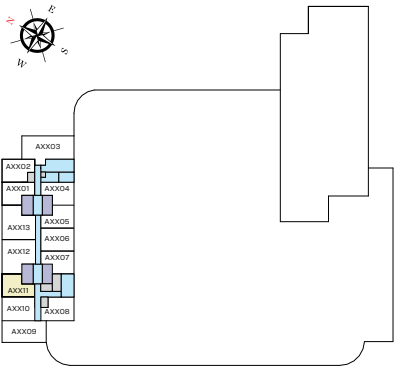 N
E
S
W
AXX03
AXX02
AXX01 AXX04
AXX05
AXX13
AXX06
AXX12
AXX07
AXX11
AXX10 AXX08
AXX09